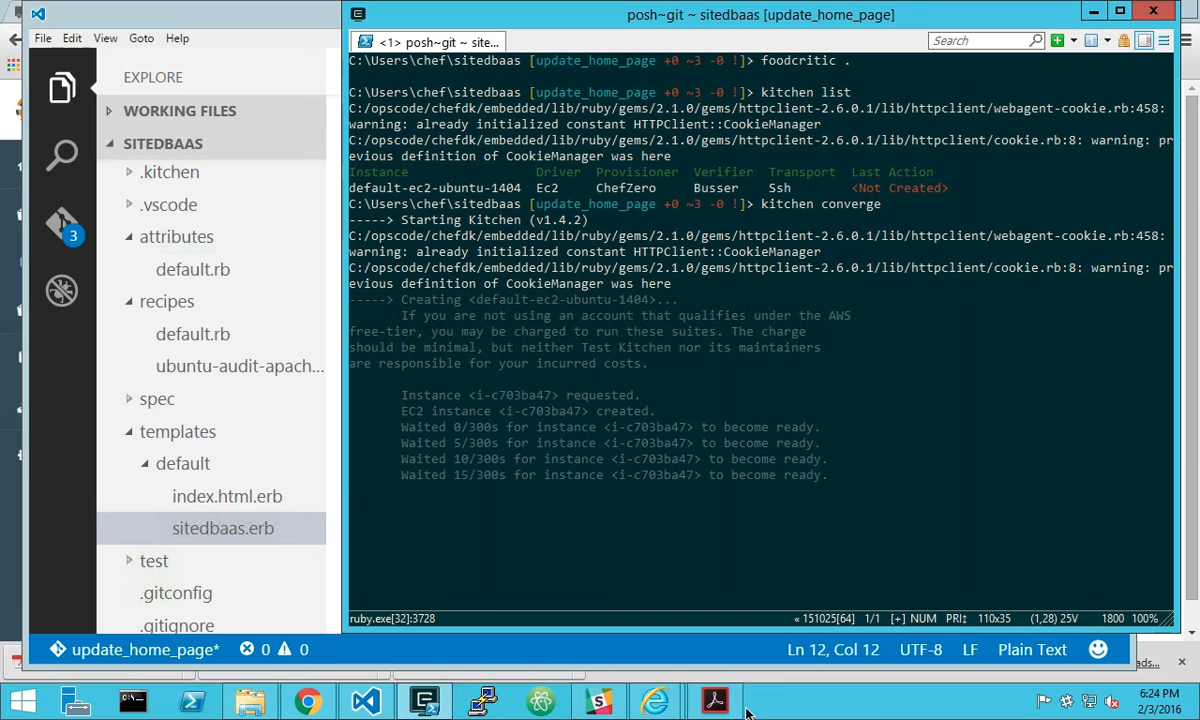 posh~git ~ sitedbaas [update_home_page]
File Edit View Goto Help
<1> posh~git ~ site...
Search
EXPLORE
WORKING FILES
SITEDBAAS
.kitchen
.vscode
attributes
default.rb
recipes
default.rb
ubuntu-audit-apach...
spec
templates
default
index.html.erb
sitedbaas.erb
test
.gitconfig
.gitignore
3
C:\Users\chef\sitedbaas [update_home_page +0 ~3 -0 !]> foodcritic .
C:\Users\chef\sitedbaas [update_home_page +0 ~3 -0 !]> kitchen list
C:/opscode/chefdk/embedded/lib/ruby/gems/2.1.0/gems/httpclient-2.6.0.1/lib/httpclient/webagent-cookie.rb:458:
warning: already initialized constant HTTPClient::CookieManager
C:/opscode/chefdk/embedded/lib/ruby/gems/2.1.0/gems/httpclient-2.6.0.1/lib/httpclient/cookie.rb:8: warning: pr
evious definition of CookieManager was here
Instance Driver Provisioner Verifier Transport Last Action
default-ec2-ubuntu-1404 Ec2 ChefZero Busser Ssh <Not Created>
C:\Users\chef\sitedbaas [update_home_page +0 ~3 -0 !]> kitchen converge
-----> Starting Kitchen (v1.4.2)
C:/opscode/chefdk/embedded/lib/ruby/gems/2.1.0/gems/httpclient-2.6.0.1/lib/httpclient/webagent-cookie.rb:458:
warning: already initialized constant HTTPClient::CookieManager
C:/opscode/chefdk/embedded/lib/ruby/gems/2.1.0/gems/httpclient-2.6.0.1/lib/httpclient/cookie.rb:8: warning: pr
evious definition of CookieManager was here
-----> Creating <default-ec2-ubuntu-1404>...
If you are not using an account that qualifies under the AWS
free-tier, you may be charged to run these suites. The charge
should be minimal, but neither Test Kitchen nor its maintainers
are responsible for your incurred costs.
Instance <i-c703ba47> requested.
EC2 instance <i-c703ba47> created.
Waited 0/300s for instance <i-c703ba47> to become ready.
Waited 5/300s for instance <i-c703ba47> to become ready.
Waited 10/300s for instance <i-c703ba47> to become ready.
Waited 15/300s for instance <i-c703ba47> to become ready.
ruby.exe[32]:3728 « 151025[64] 1/1 [+] NUM PRI↕ 110x35 (1,28) 25V 1800 100%
update_home_page* 0 0 Ln 12, Col 12 UTF-8 LF Plain Text
ads...
6:24 PM
2/3/2016